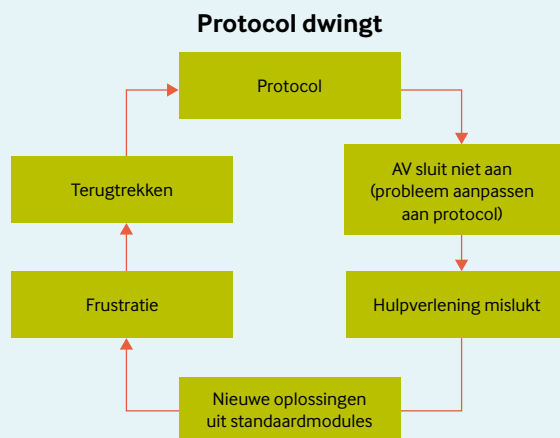 Protocol dwingt
Protocol
AV sluit niet aan
(probleem aanpassen
aan protocol)
Hulpverlening mislukt
Nieuwe oplossingen
uit standaardmodules
Frustratie
Terugtrekken